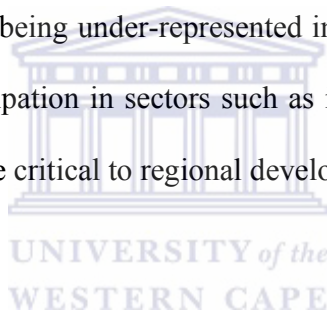 being under-represented in
pation in sectors such as
e critical to regional develo
UNIVERSITY of the
WESTERN CAPE